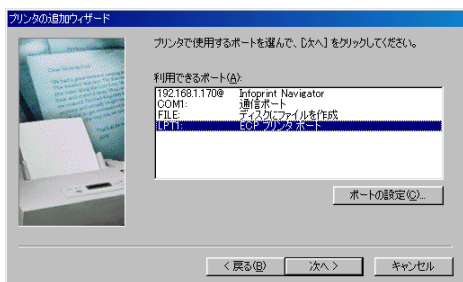 プリンタの追加ウィザード
プリンタで使用するポートを選んで、[次へ] をクリックしてください。
利用できるポート(A):
192.168.1.170@ Infoprint Navigator
COM1: 通信ポート
FILE: ディスクにファイルを作成
LPT1: ECP プリンタ ポート
ポートの設定(C)...
< 戻る(B)
次へ >
キャンセル